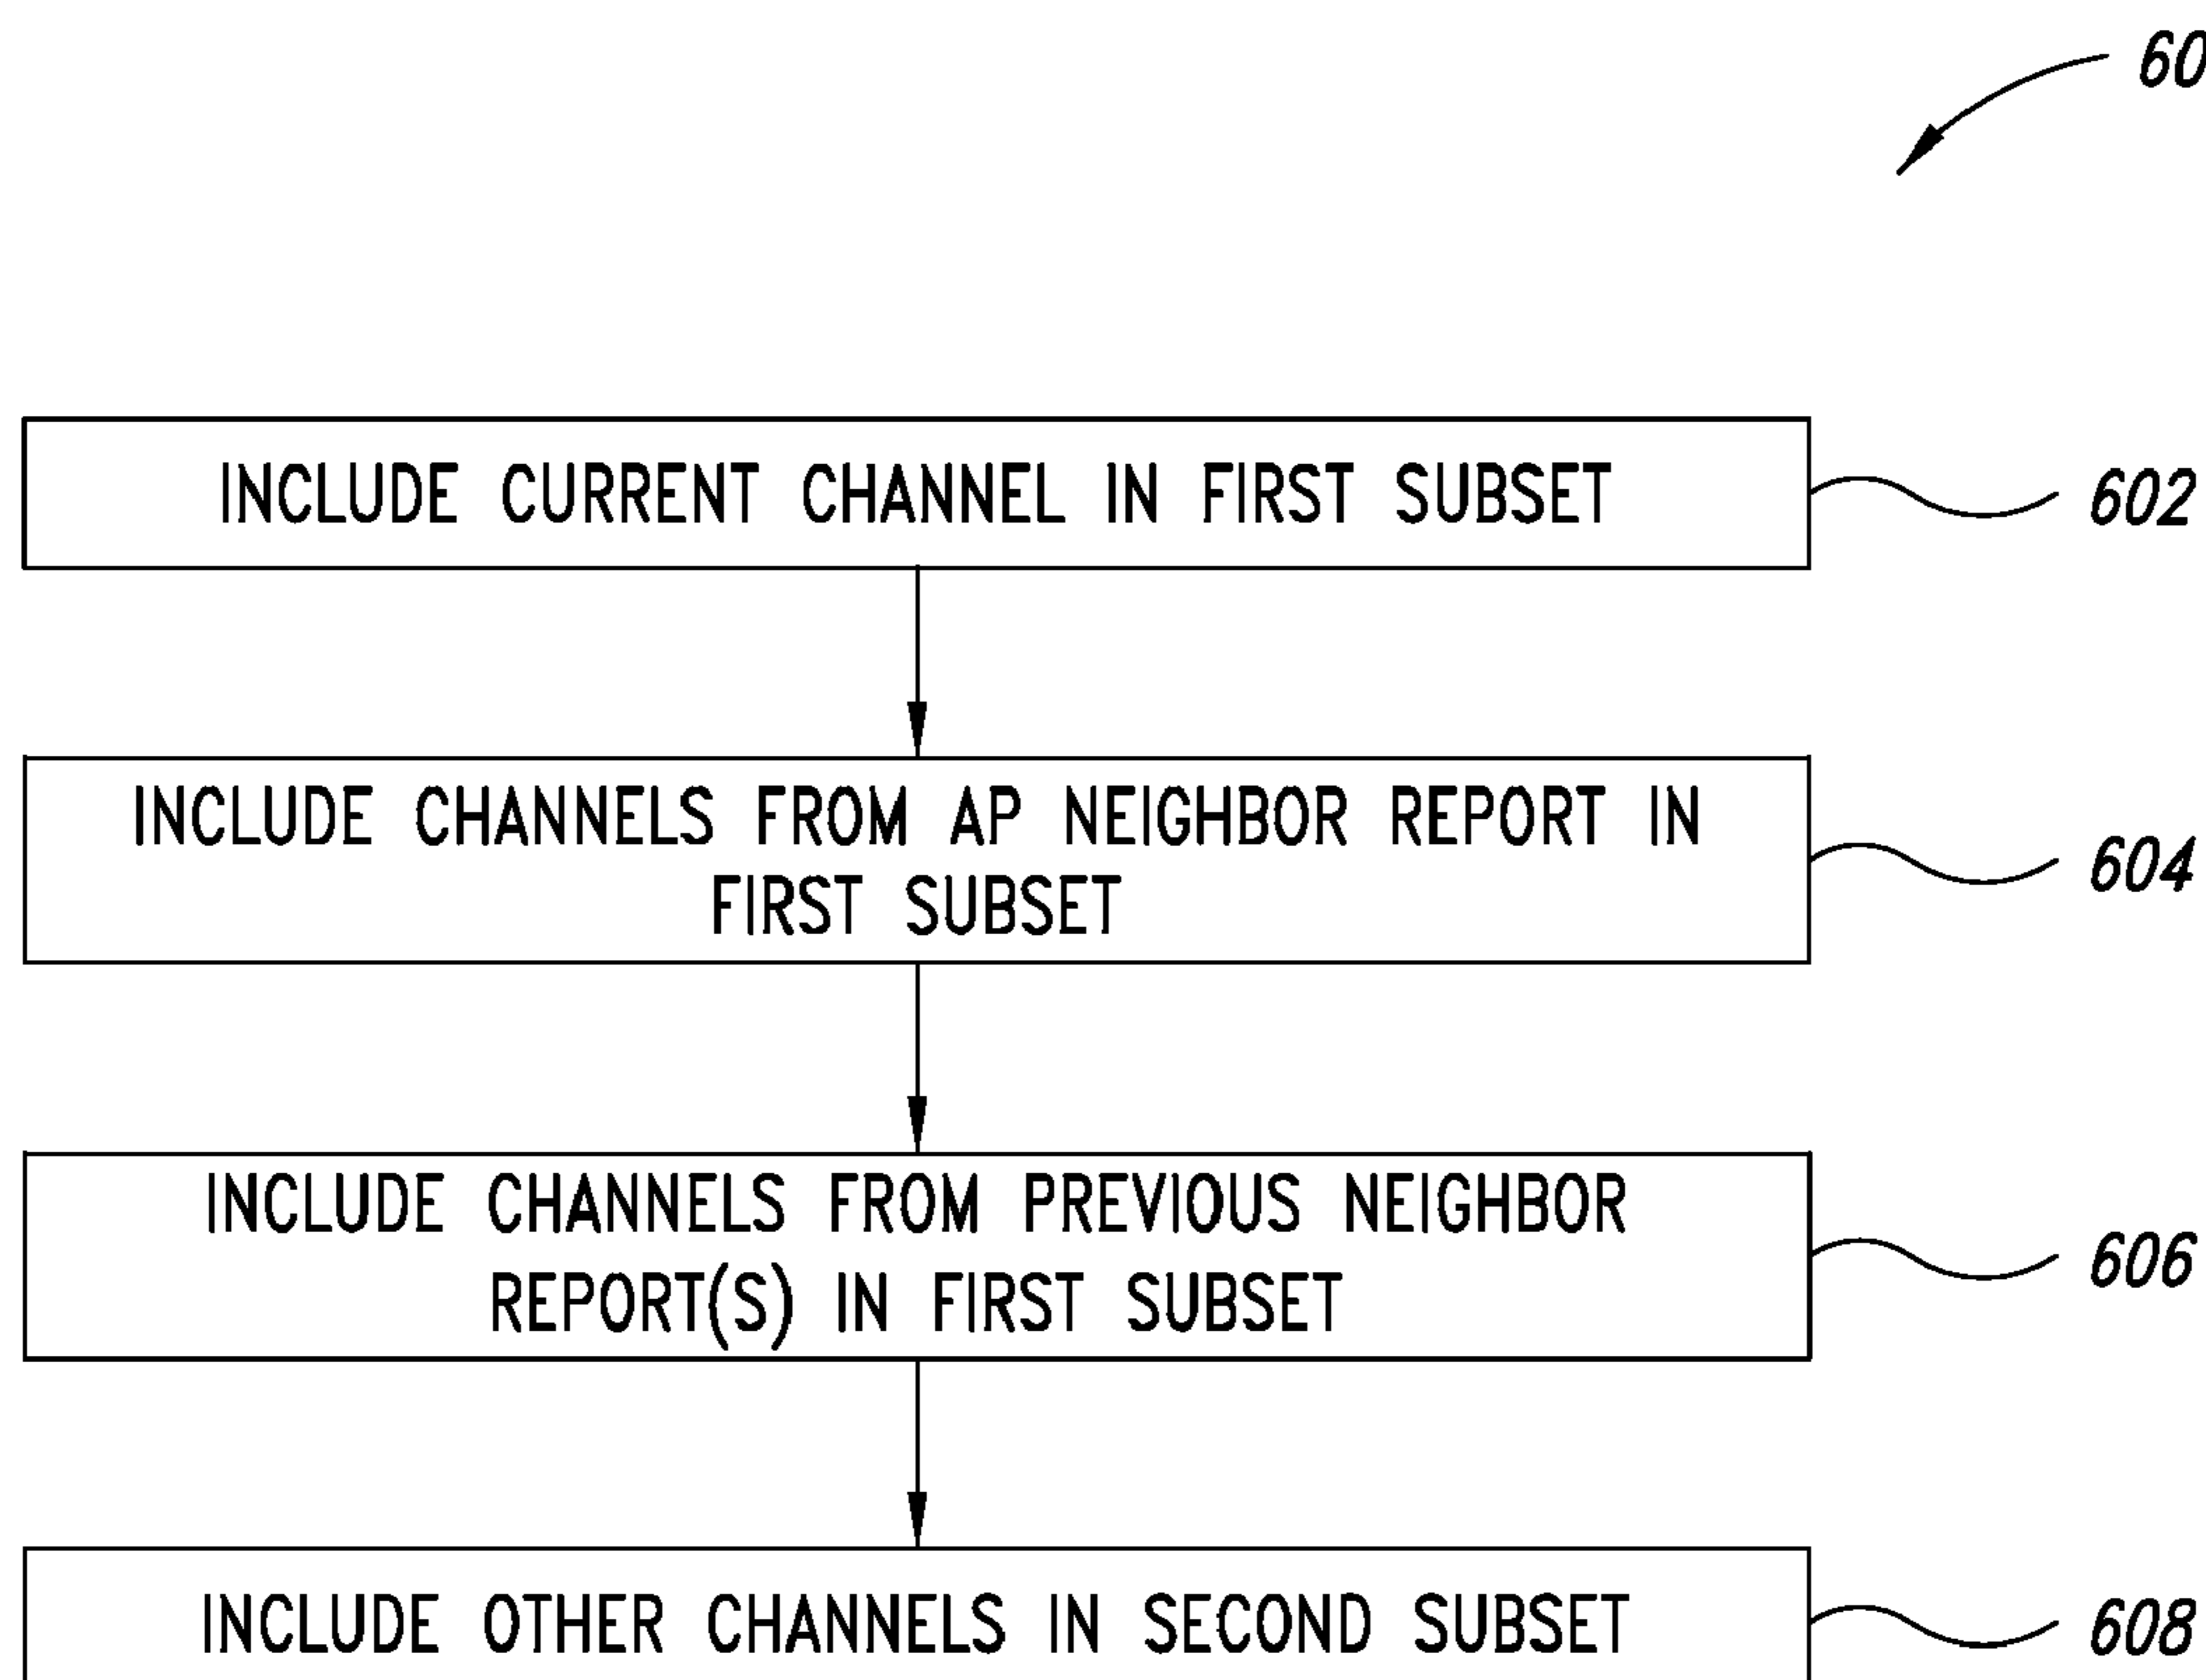 INCLUDE CURRENT CHANNEL IN FIRST SUBSET
602
INCLUDE CHANNELS FROM AP NEIGHBOR REPORT IN
FIRST SUBSET
604
INCLUDE CHANNELS FROM PREVIOUS NEIGHBOR
REPORT(S) IN FIRST SUBSET
606
INCLUDE OTHER CHANNELS IN SECOND SUBSET
608